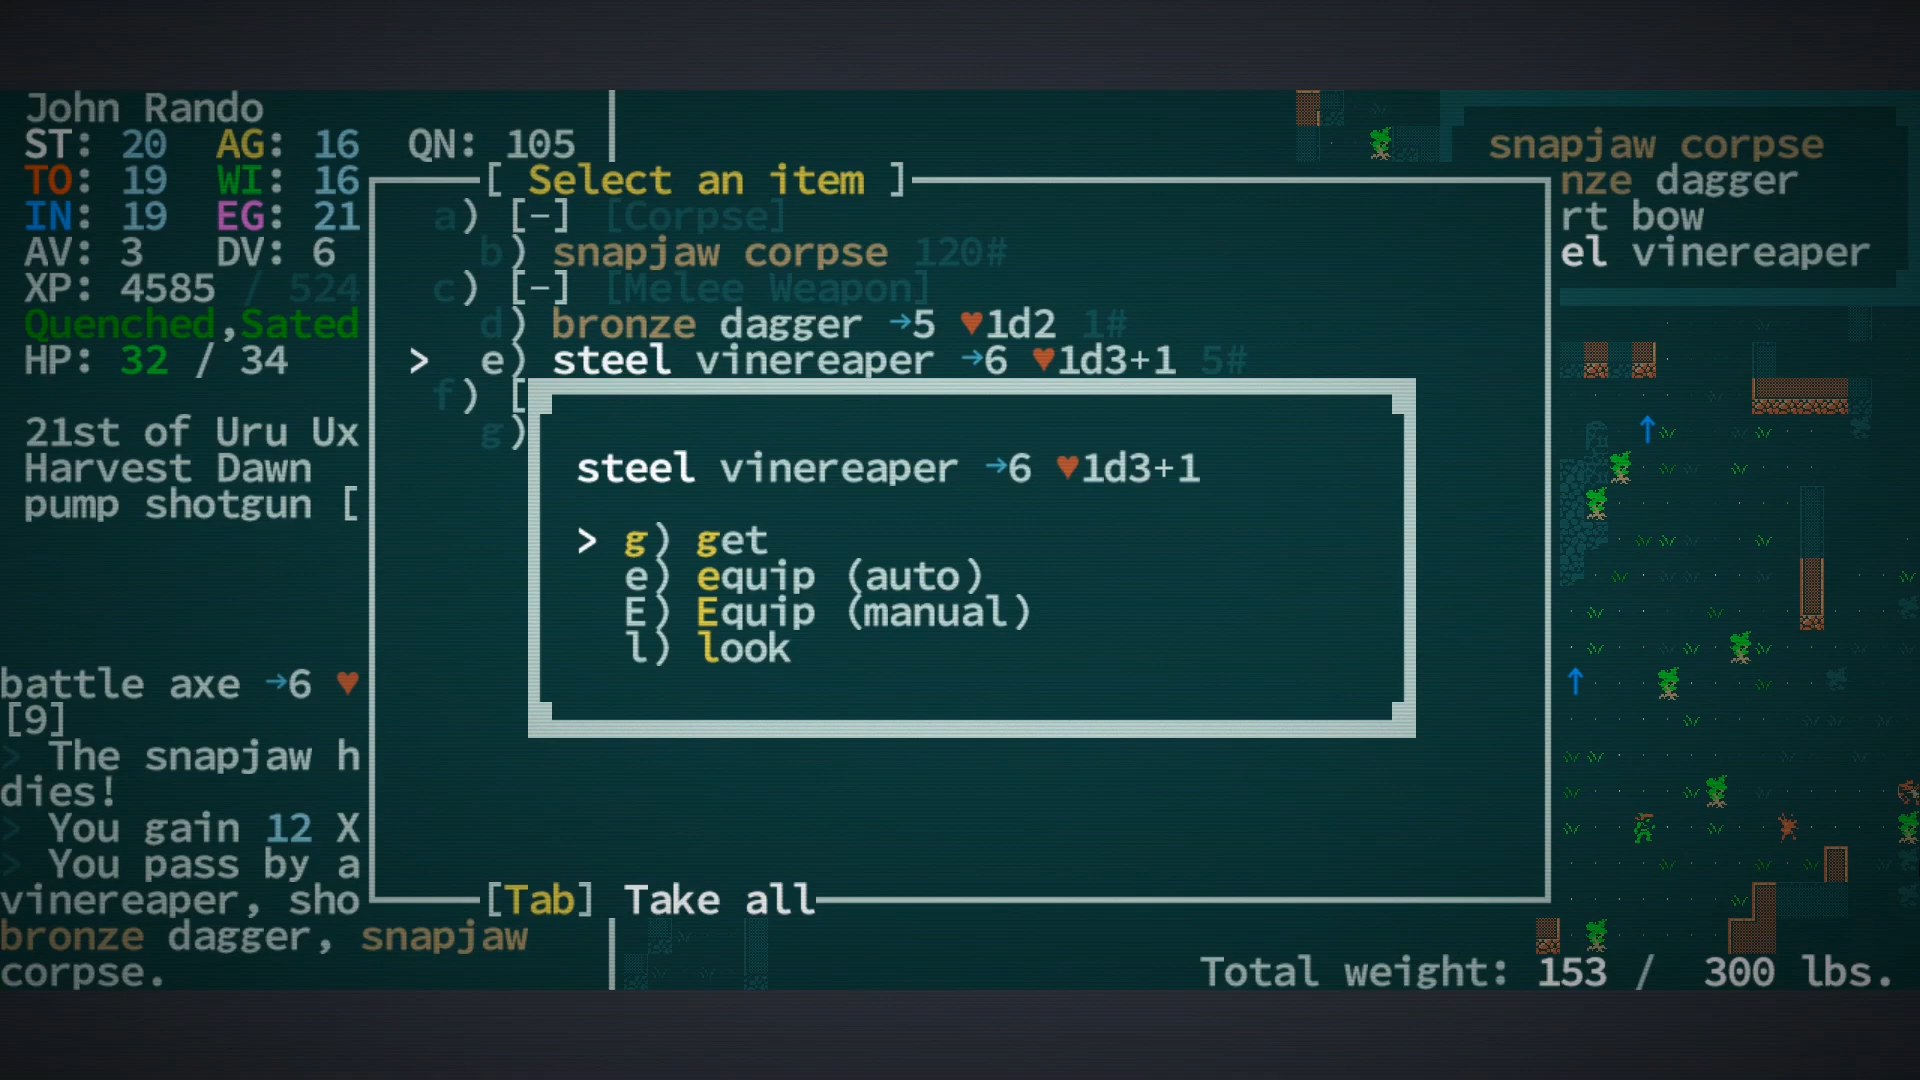 John Rando
ST: 20 AG: 16 QN: 105
TO: 19 WI: 16
IN: 19 EG: 21
AV: 3 DV: 6
XP: 4585 / 524
Quenched,Sated
HP: 32 / 34
21st of Uru Ux
Harvest Dawn
pump shotgun [
battle axe →6 ♥
[9]
> The snapjaw h
dies!
> You gain 12 X
> You pass by a
vinereaper, sho
bronze dagger, snapjaw
corpse.
[ Select an item ]
a) [-] [Corpse]
b) snapjaw corpse 120#
c) [-] [Melee Weapon]
d) bronze dagger →5 ♥1d2 1#
> e) steel vinereaper →6 ♥1d3+1 5#
f) [
g)
steel vinereaper →6 ♥1d3+1
> g) get
e) equip (auto)
E) Equip (manual)
l) look
[Tab] Take all
snapjaw corpse
nze dagger
rt bow
el vinereaper
Total weight: 153 / 300 lbs.